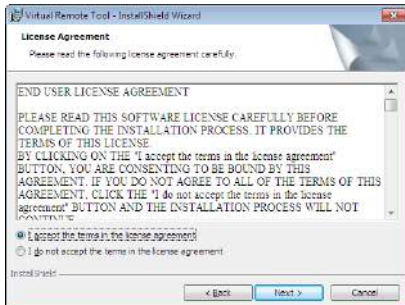 Virtual Remote Tool - InstallShield Wizard
License Agreement
Please read the following license agreement carefully.
END USER LICENSE AGREEMENT
PLEASE READ THIS SOFTWARE LICENSE CAREFULLY BEFORE
COMPLETING THE INSTALLATION PROCESS. IT PROVIDES THE
TERMS OF THIS LICENSE
BY CLICKING ON THE "I accept the terms in the license agreement"
BUTTON, YOU ARE CONSENTING TO BE BOUND BY THIS
AGREEMENT. IF YOU DO NOT AGREE TO ALL OF THE TERMS OF THIS
AGREEMENT, CLICK THE "I do not accept the terms in the license
agreement" BUTTON AND THE INSTALLATION PROCESS WILL NOT
CONTINUE
I accept the terms in the license agreement
I do not accept the terms in the license agreement
InstallShield
< Back
Next >
Cancel